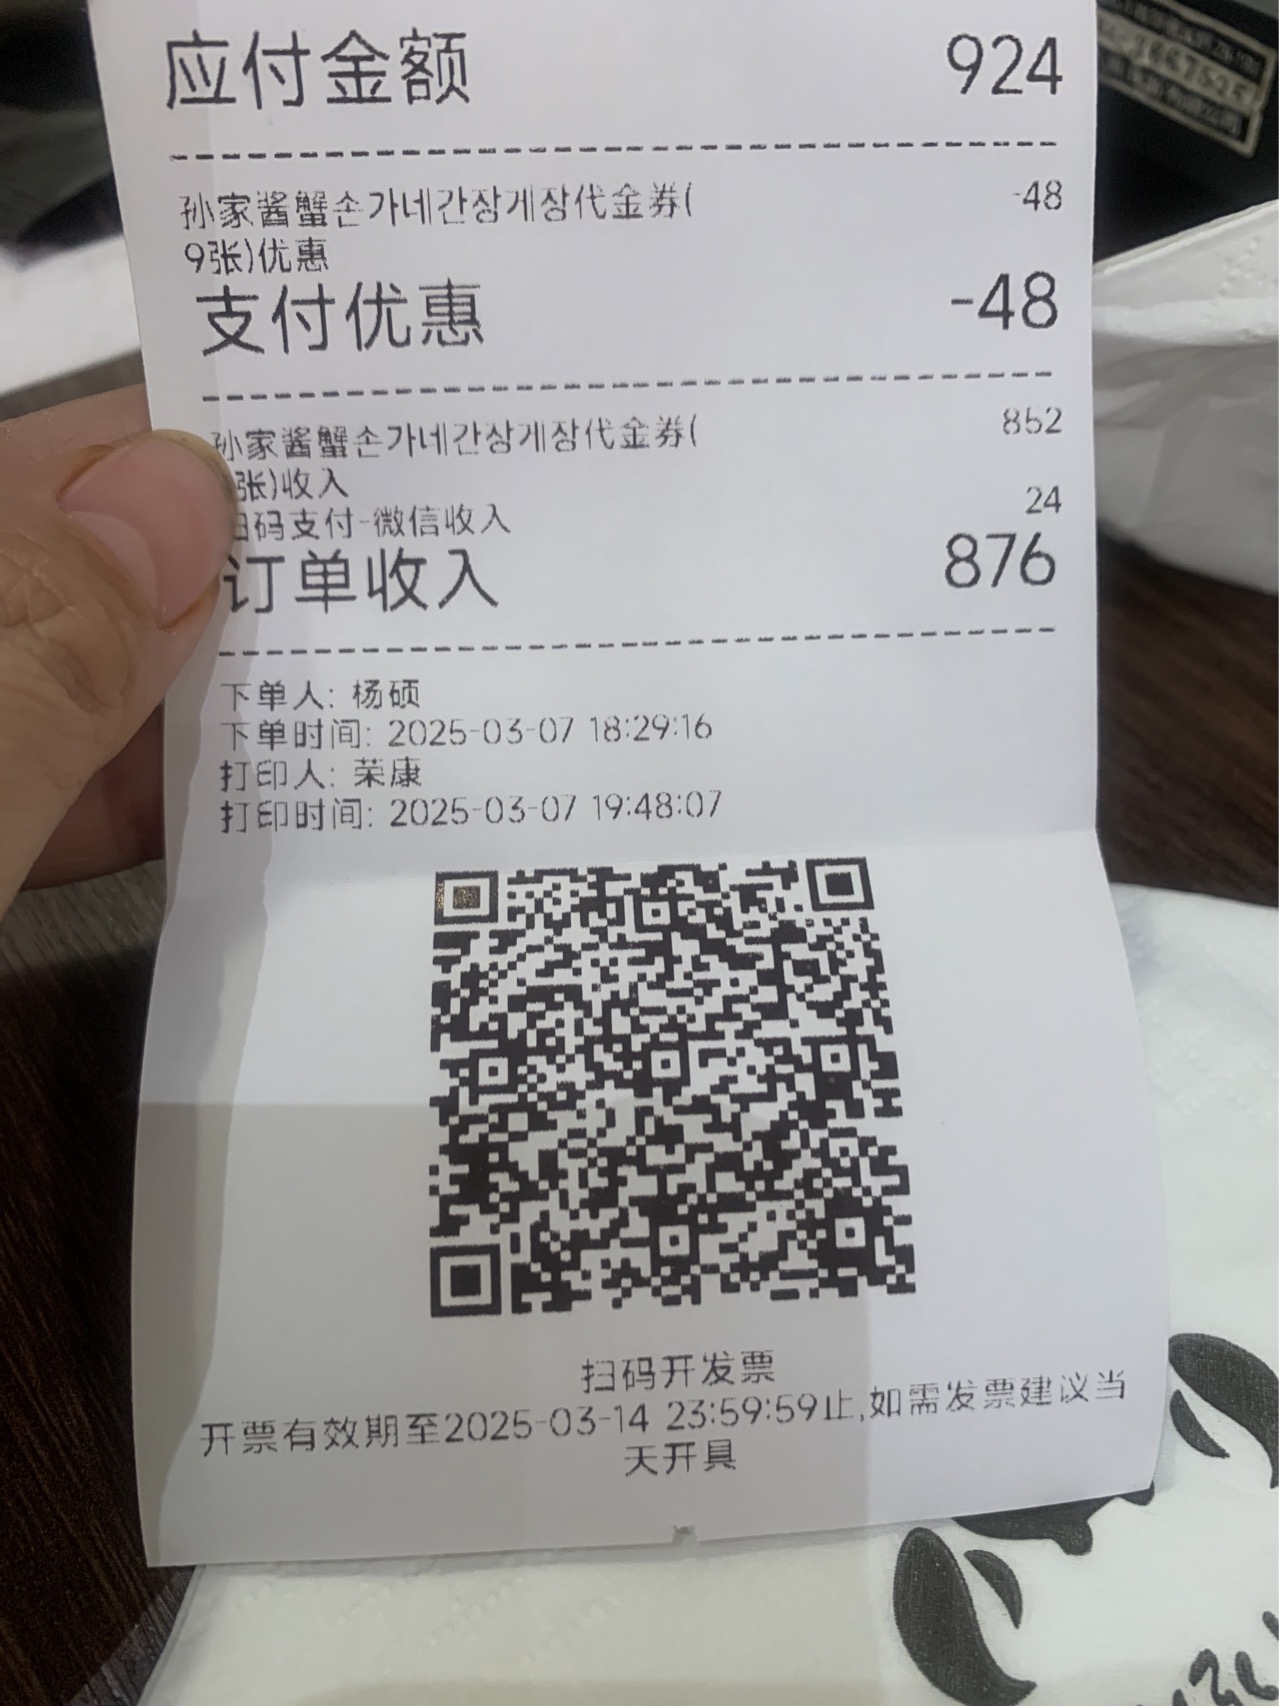 应付金额 924
孙家酱蟹손가네간장게장代金券( -48
9张)优惠
支付优惠 -48
孙家酱蟹손가네간장게장代金券( 852
张)收入
码支付-微信收入 24
订单收入 876
下单人: 杨硕
下单时间: 2025-03-07 18:29:16
打印人: 荣康
打印时间: 2025-03-07 19:48:07
扫码开发票
开票有效期至2025-03-14 23:59:59止,如需发票建议当
天开具